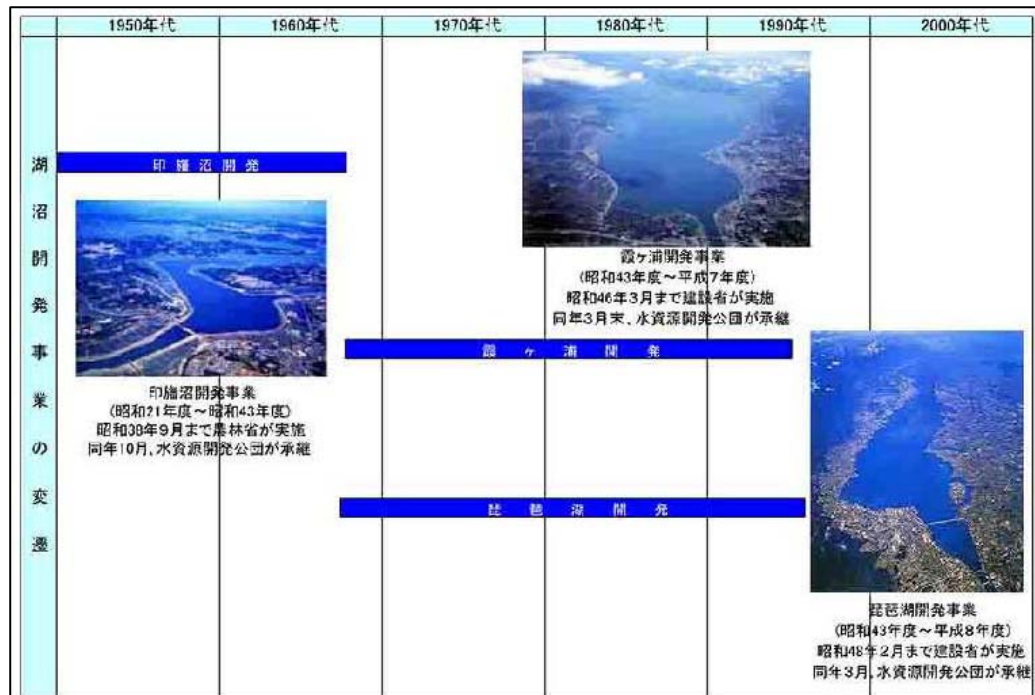 1950年代
1960年代
1970年代
1980年代
1990年代
2000年代
湖沼開発事業の変遷
印旛沼開発
印旛沼開発事業
(昭和21年度～昭和43年度)
昭和38年9月まで農林省が実施
同年10月、水資源開発公団が承継
霞ヶ浦開発事業
(昭和43年度～平成7年度)
昭和46年3月まで建設省が実施
同年3月末、水資源開発公団が承継
霞ヶ浦開発
琵琶湖開発
琵琶湖開発事業
(昭和43年度～平成8年度)
昭和48年2月まで建設省が実施
同年3月、水資源開発公団が承継